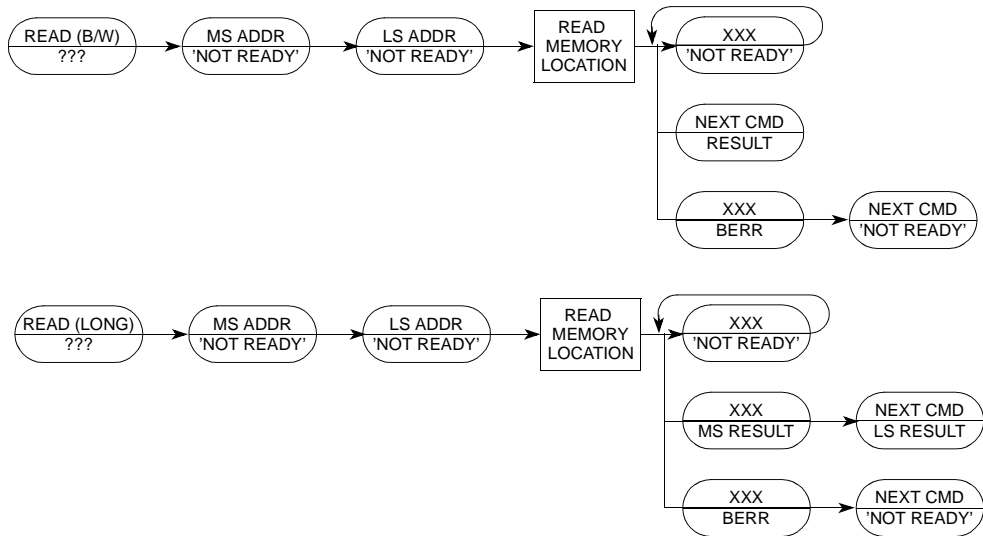 READ (B/W)
???
MS ADDR
'NOT READY'
LS ADDR
'NOT READY'
READ
MEMORY
LOCATION
XXX
'NOT READY'
NEXT CMD
RESULT
XXX
BERR
NEXT CMD
'NOT READY'
READ (LONG)
???
MS ADDR
'NOT READY'
LS ADDR
'NOT READY'
READ
MEMORY
LOCATION
XXX
'NOT READY'
XXX
MS RESULT
NEXT CMD
LS RESULT
XXX
BERR
NEXT CMD
'NOT READY'